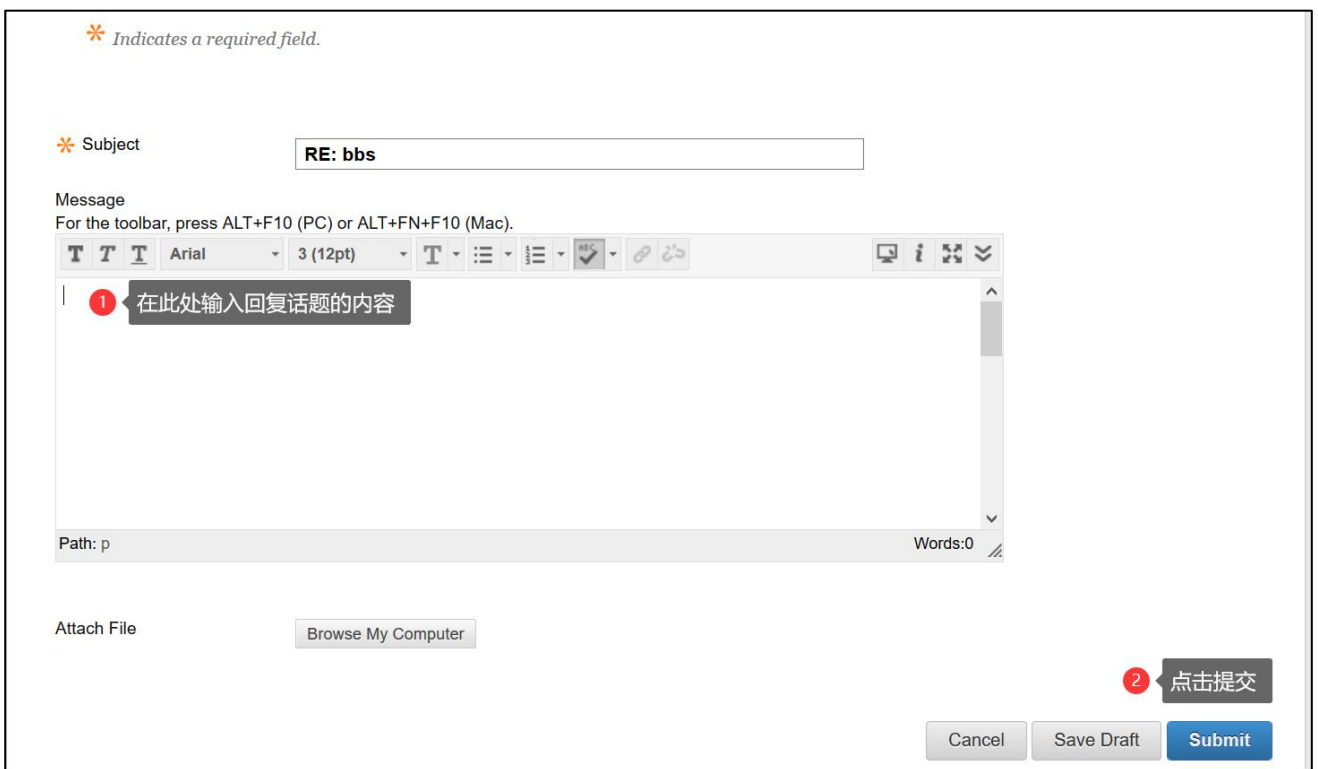 Indicates a required field.
Subject
RE: bbs
Message
For the toolbar, press ALT+F10 (PC) or ALT+FN+F10 (Mac).
T T T Arial 3 (12pt) T ABC i
1 在此处输入回复话题的内容
Path: p Words:0
Attach File Browse My Computer
2 点击提交
Cancel Save Draft Submit